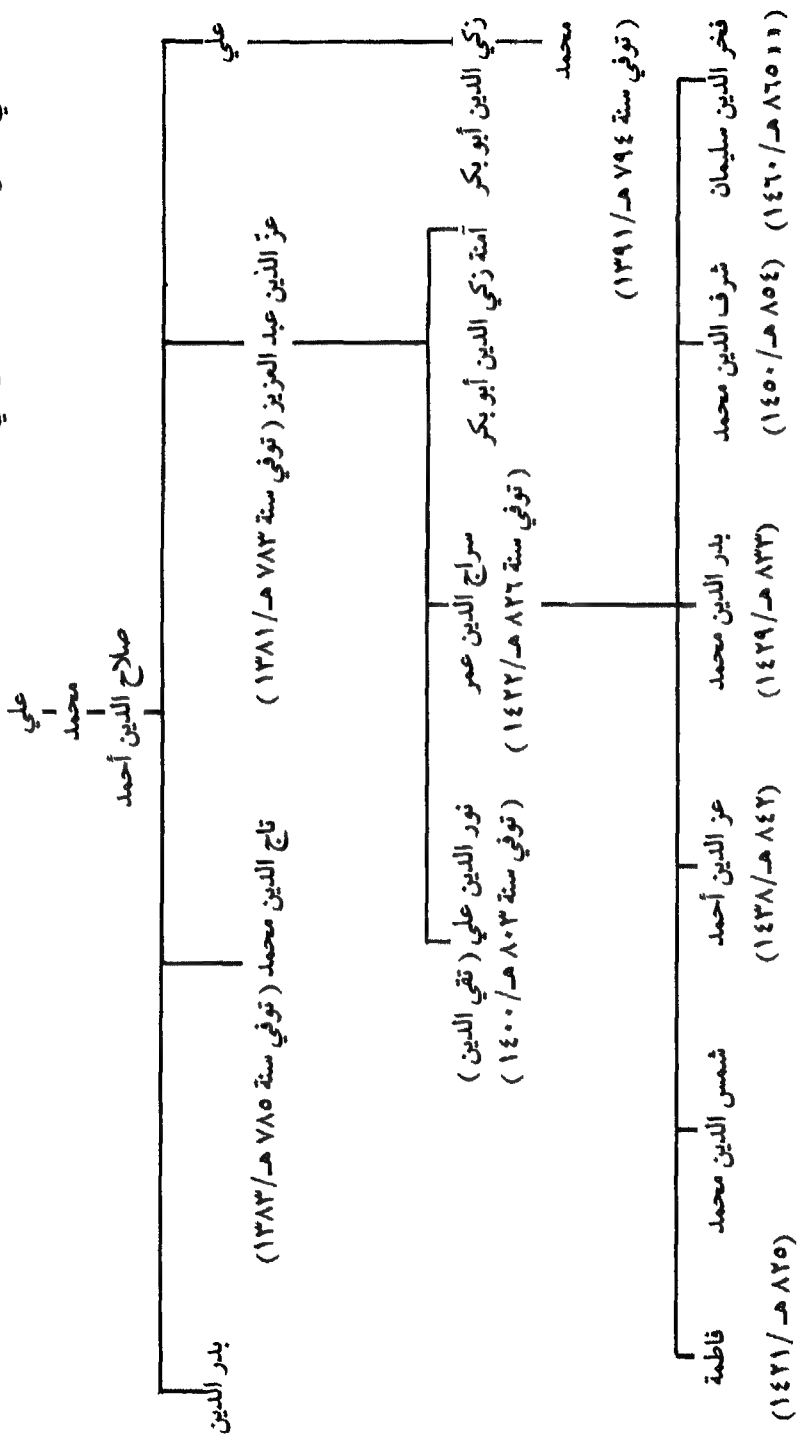 علي
محمد
صلاح الدين أحمد
علي
عزّ الذين عبد العزيز (توفي سنة ٧٨٣ هـ/١٣٨١)
تاج الدين محمد (توفي سنة ٧٨٥ هـ/١٣٨٣)
بدر الدين
زكي الدين أبو بكر
آمنة زكي الدين أبو بكر
سراج الدين عمر
(توفي سنة ٨٢٦ هـ/١٤٢٢)
نور الدين علي (تقي الدين)
(توفي سنة ٨٠٣ هـ/١٤٠٠)
محمد
(توفي سنة ٧٩٤ هـ/١٣٩١)
فخر الدين سليمان
(١١١ ٨٦٥ هـ/١٤٦٠)
شرف الدين محمد
(٨٥٤ هـ/١٤٥٠)
بدر الدين محمد
(٨٣٣ هـ/١٤٢٩)
عز الدين أحمد
(٨٤٢ هـ/١٤٣٨)
شمس الدين محمد
فاطمة
(٨٢٥ هـ/١٤٢١)